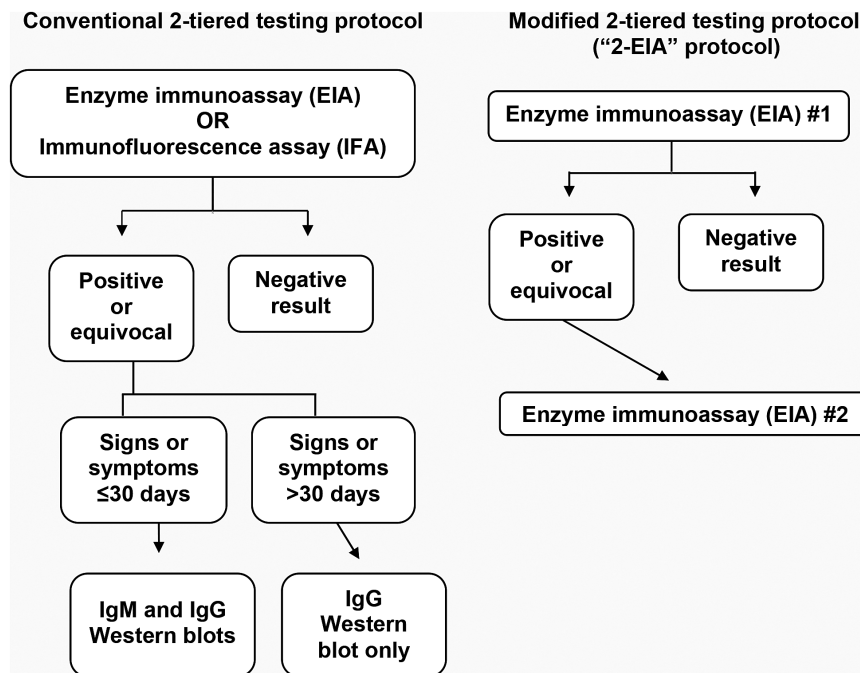 Conventional 2-tiered testing protocol
Enzyme immunoassay (EIA)
OR
Immunofluorescence assay (IFA)
Positive
or
equivocal
Negative
result
Signs or
symptoms
≤30 days
Signs or
symptoms
>30 days
IgM and IgG
Western blots
IgG
Western
blot only
Modified 2-tiered testing protocol
(“2-EIA” protocol)
Enzyme immunoassay (EIA) #1
Positive
or
equivocal
Negative
result
Enzyme immunoassay (EIA) #2